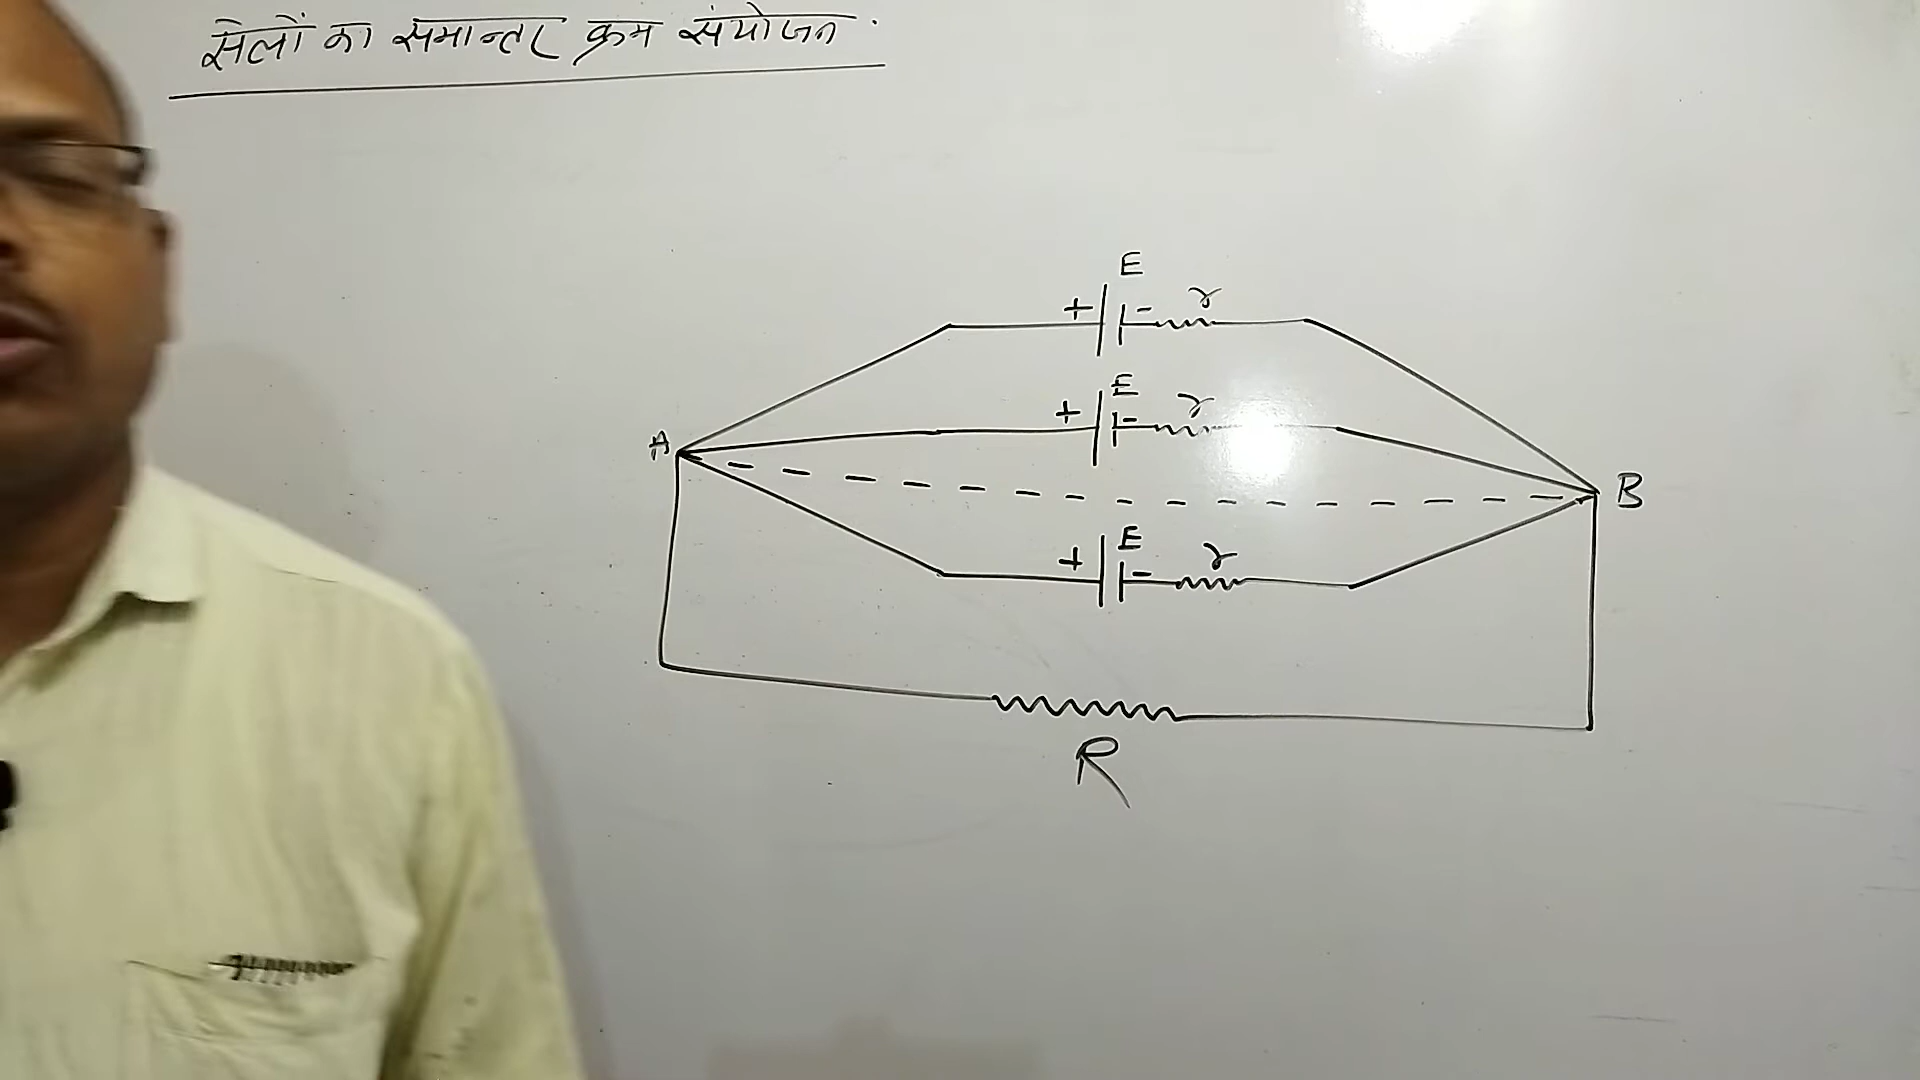 सेलों का समान्तर क्रम संयोजन .
E
+ - r
E
+ - r
A
B
E
+ - r
R